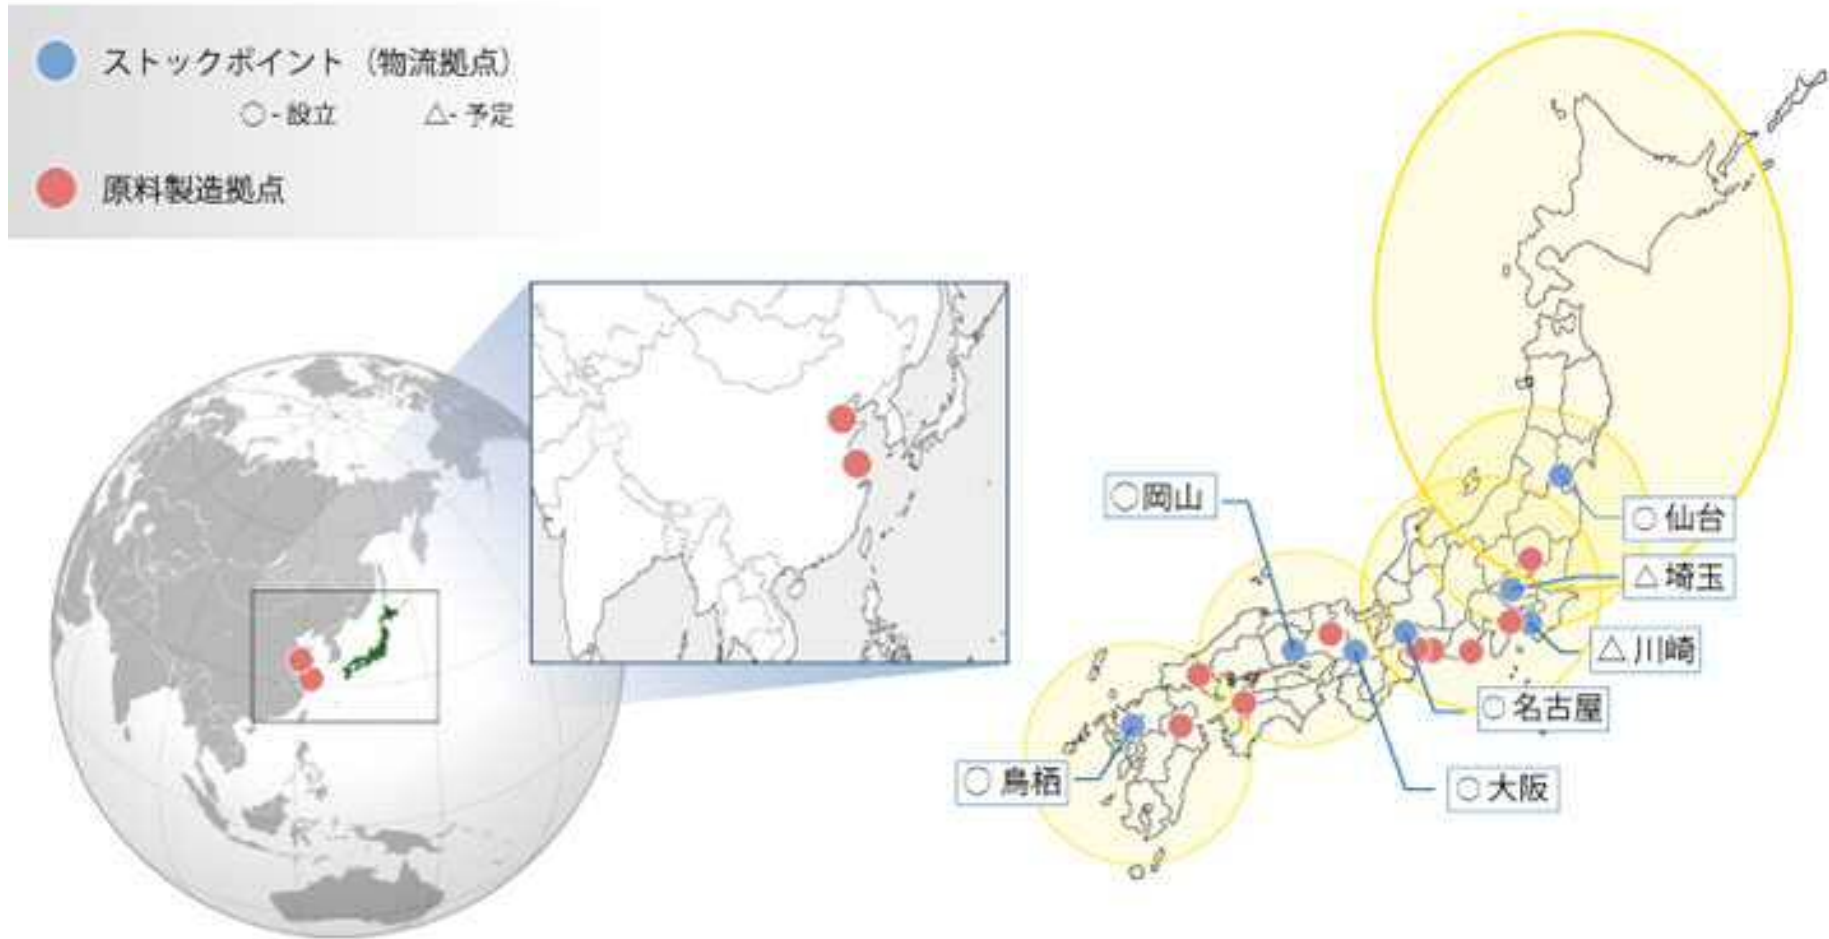 ストックポイント（物流拠点）
○-設立 △-予定
原料製造拠点
○岡山
○仙台
△埼玉
△川崎
○名古屋
○鳥栖
○大阪